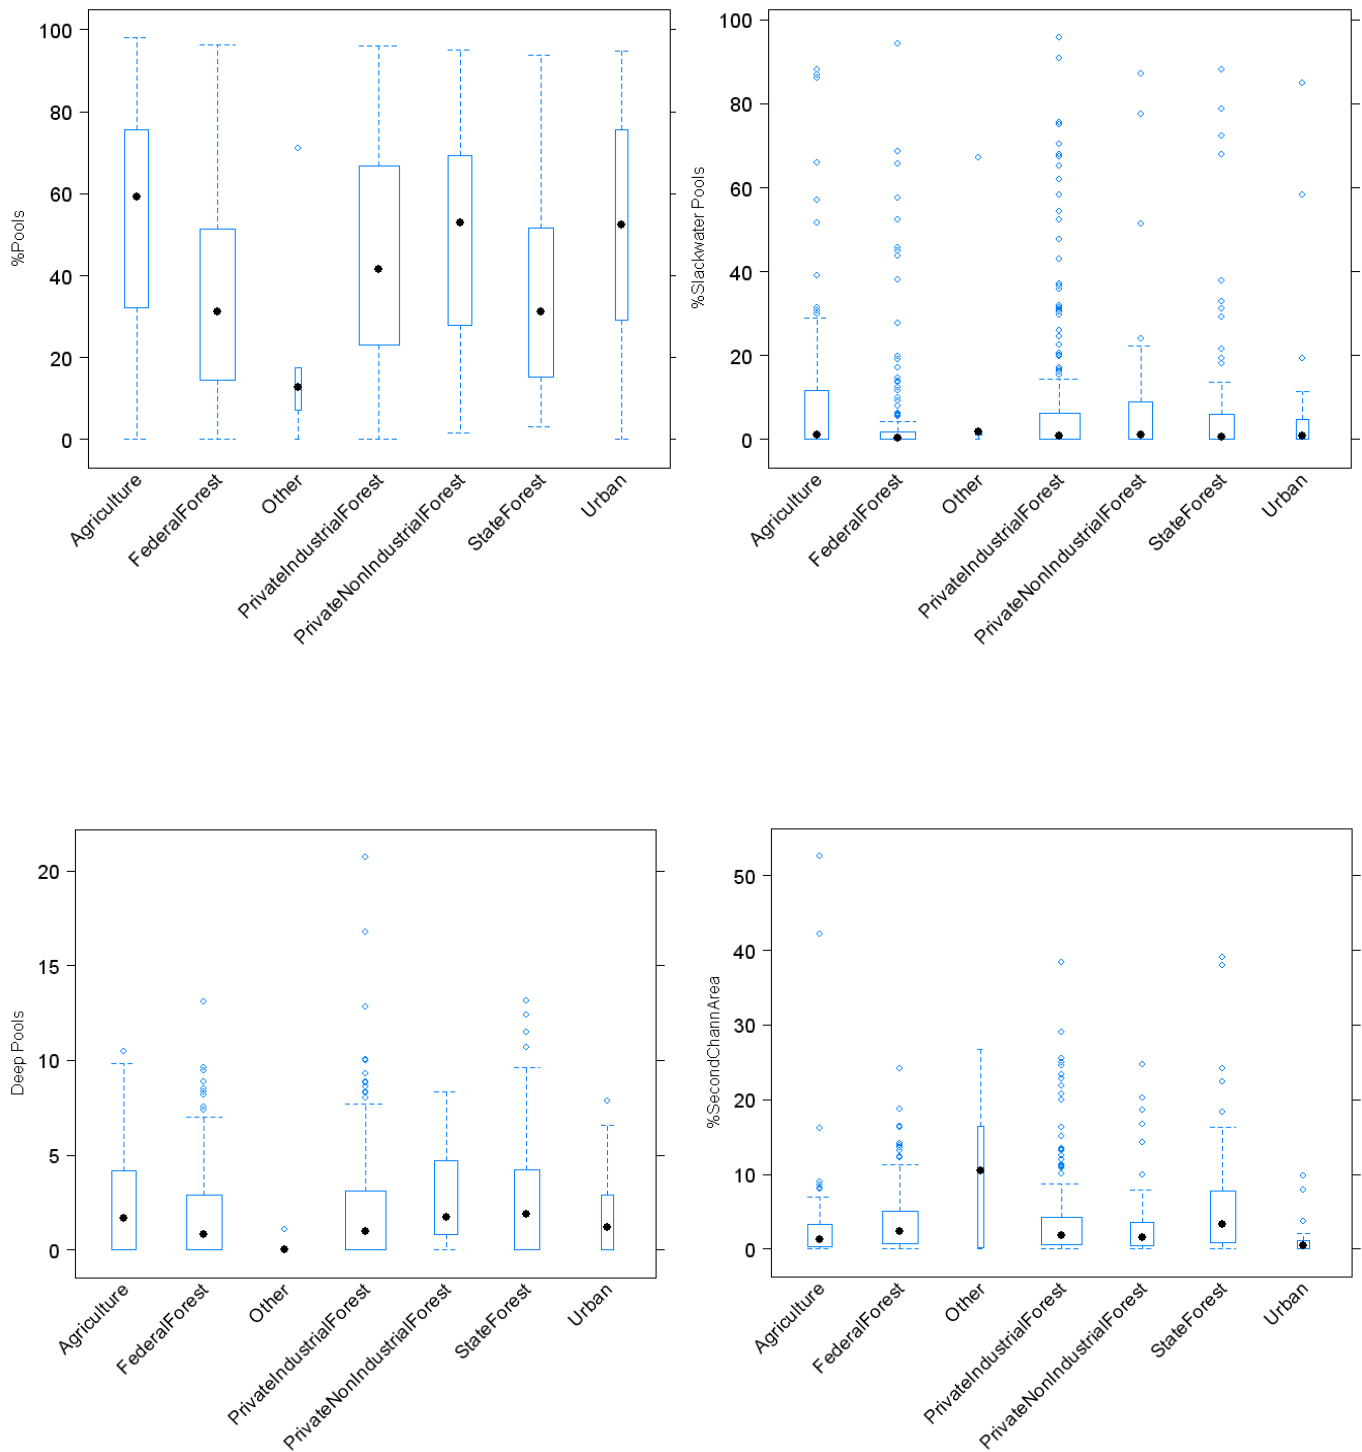 %Pools
100
80
60
40
20
0
Agriculture
FederalForest
Other
PrivateIndustrialForest
PrivateNonIndustrialForest
StateForest
Urban
%Slackwater Pools
100
80
60
40
20
0
Agriculture
FederalForest
Other
PrivateIndustrialForest
PrivateNonIndustrialForest
StateForest
Urban
Deep Pools
20
15
10
5
0
Agriculture
FederalForest
Other
PrivateIndustrialForest
PrivateNonIndustrialForest
StateForest
Urban
%SecondChannArea
50
40
30
20
10
0
Agriculture
FederalForest
Other
PrivateIndustrialForest
PrivateNonIndustrialForest
StateForest
Urban